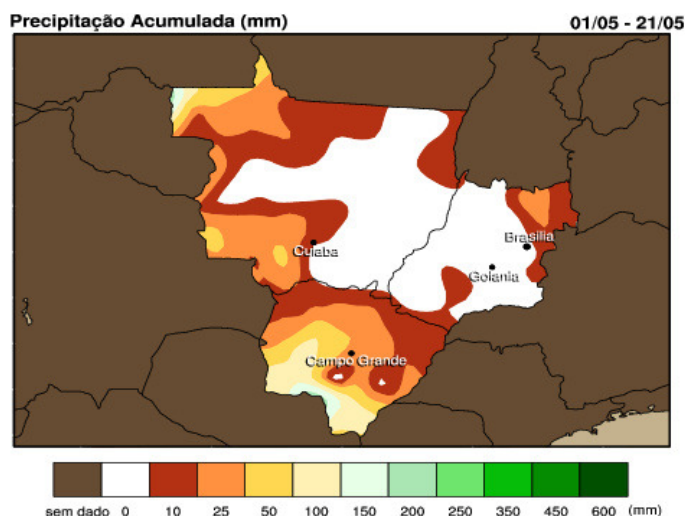 Precipitação Acumulada (mm) 01/05 - 21/05
Brasilia
Cuiaba
Goiania
Campo Grande
sem dado 0 10 25 50 100 150 200 250 350 450 600 (mm)